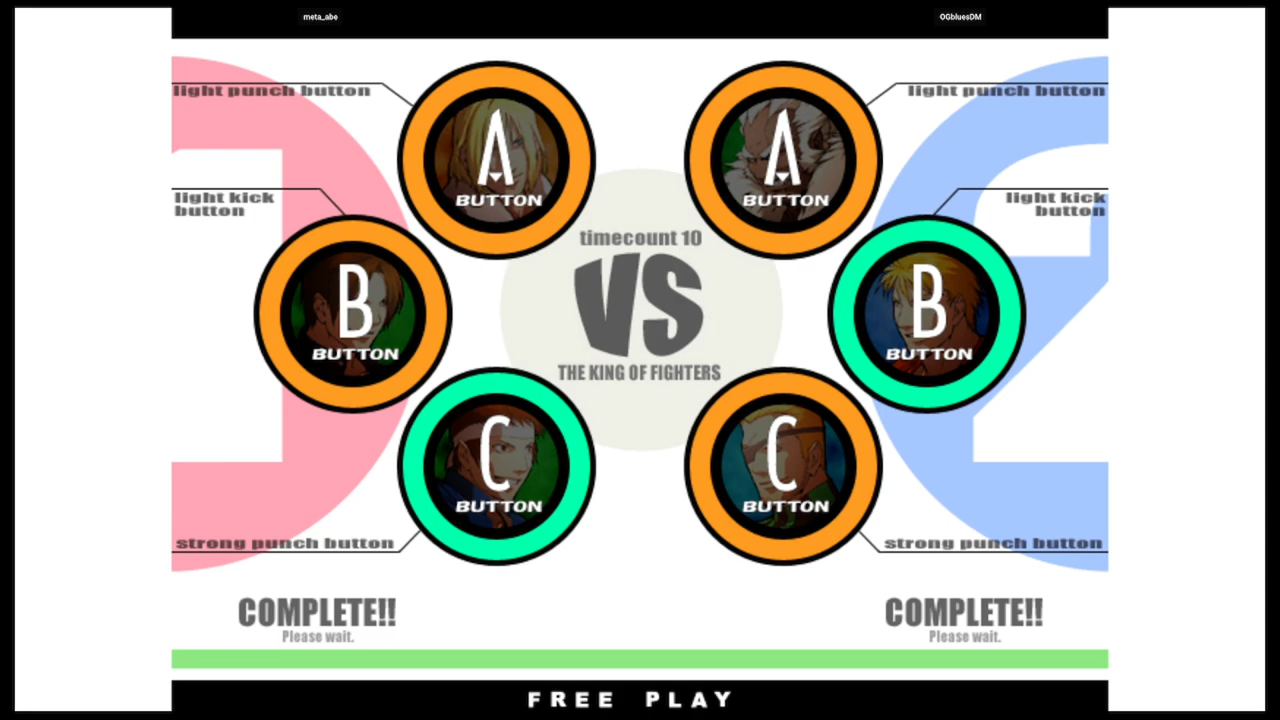 meta_abe
OGbluesDM
light punch button
A
BUTTON
A
BUTTON
light punch button
light kick
button
B
BUTTON
timecount 10
VS
THE KING OF FIGHTERS
light kick
button
B
BUTTON
C
BUTTON
C
BUTTON
strong punch button
strong punch button
COMPLETE!!
Please wait.
COMPLETE!!
Please wait.
FREE PLAY